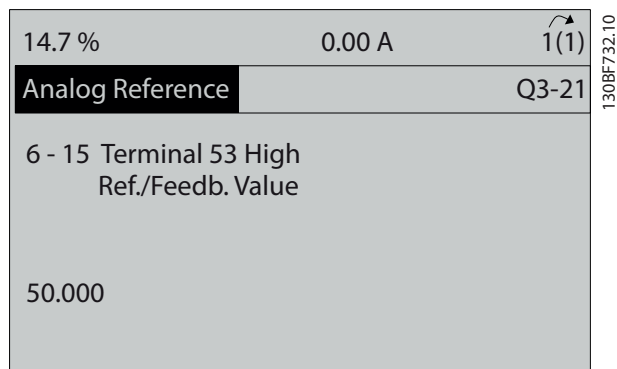 14.7 % 0.00 A 1(1)
Analog Reference Q3-21
6 - 15 Terminal 53 High
Ref./Feedb. Value
50.000
130BF732.10